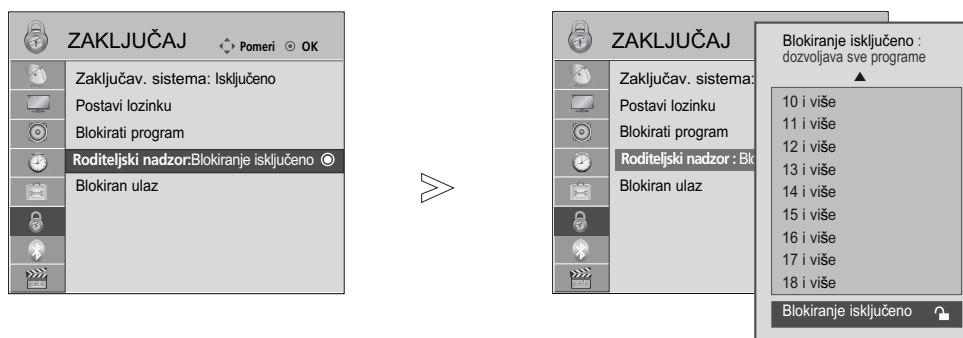 ZAKLJUČAJ
Pomeri OK
Zaključav. sistema: Isključeno
Postavi lozinku
Blokirati program
Roditeljski nadzor:Blokiranje isključeno
Blokiran ulaz
ZAKLJUČAJ
Zaključav. sistema:
Postavi lozinku
Blokirati program
Roditeljski nadzor : Blo
Blokiran ulaz
Blokiranje isključeno :
dozvoljava sve programe
10 i više
11 i više
12 i više
13 i više
14 i više
15 i više
16 i više
17 i više
18 i više
Blokiranje isključeno